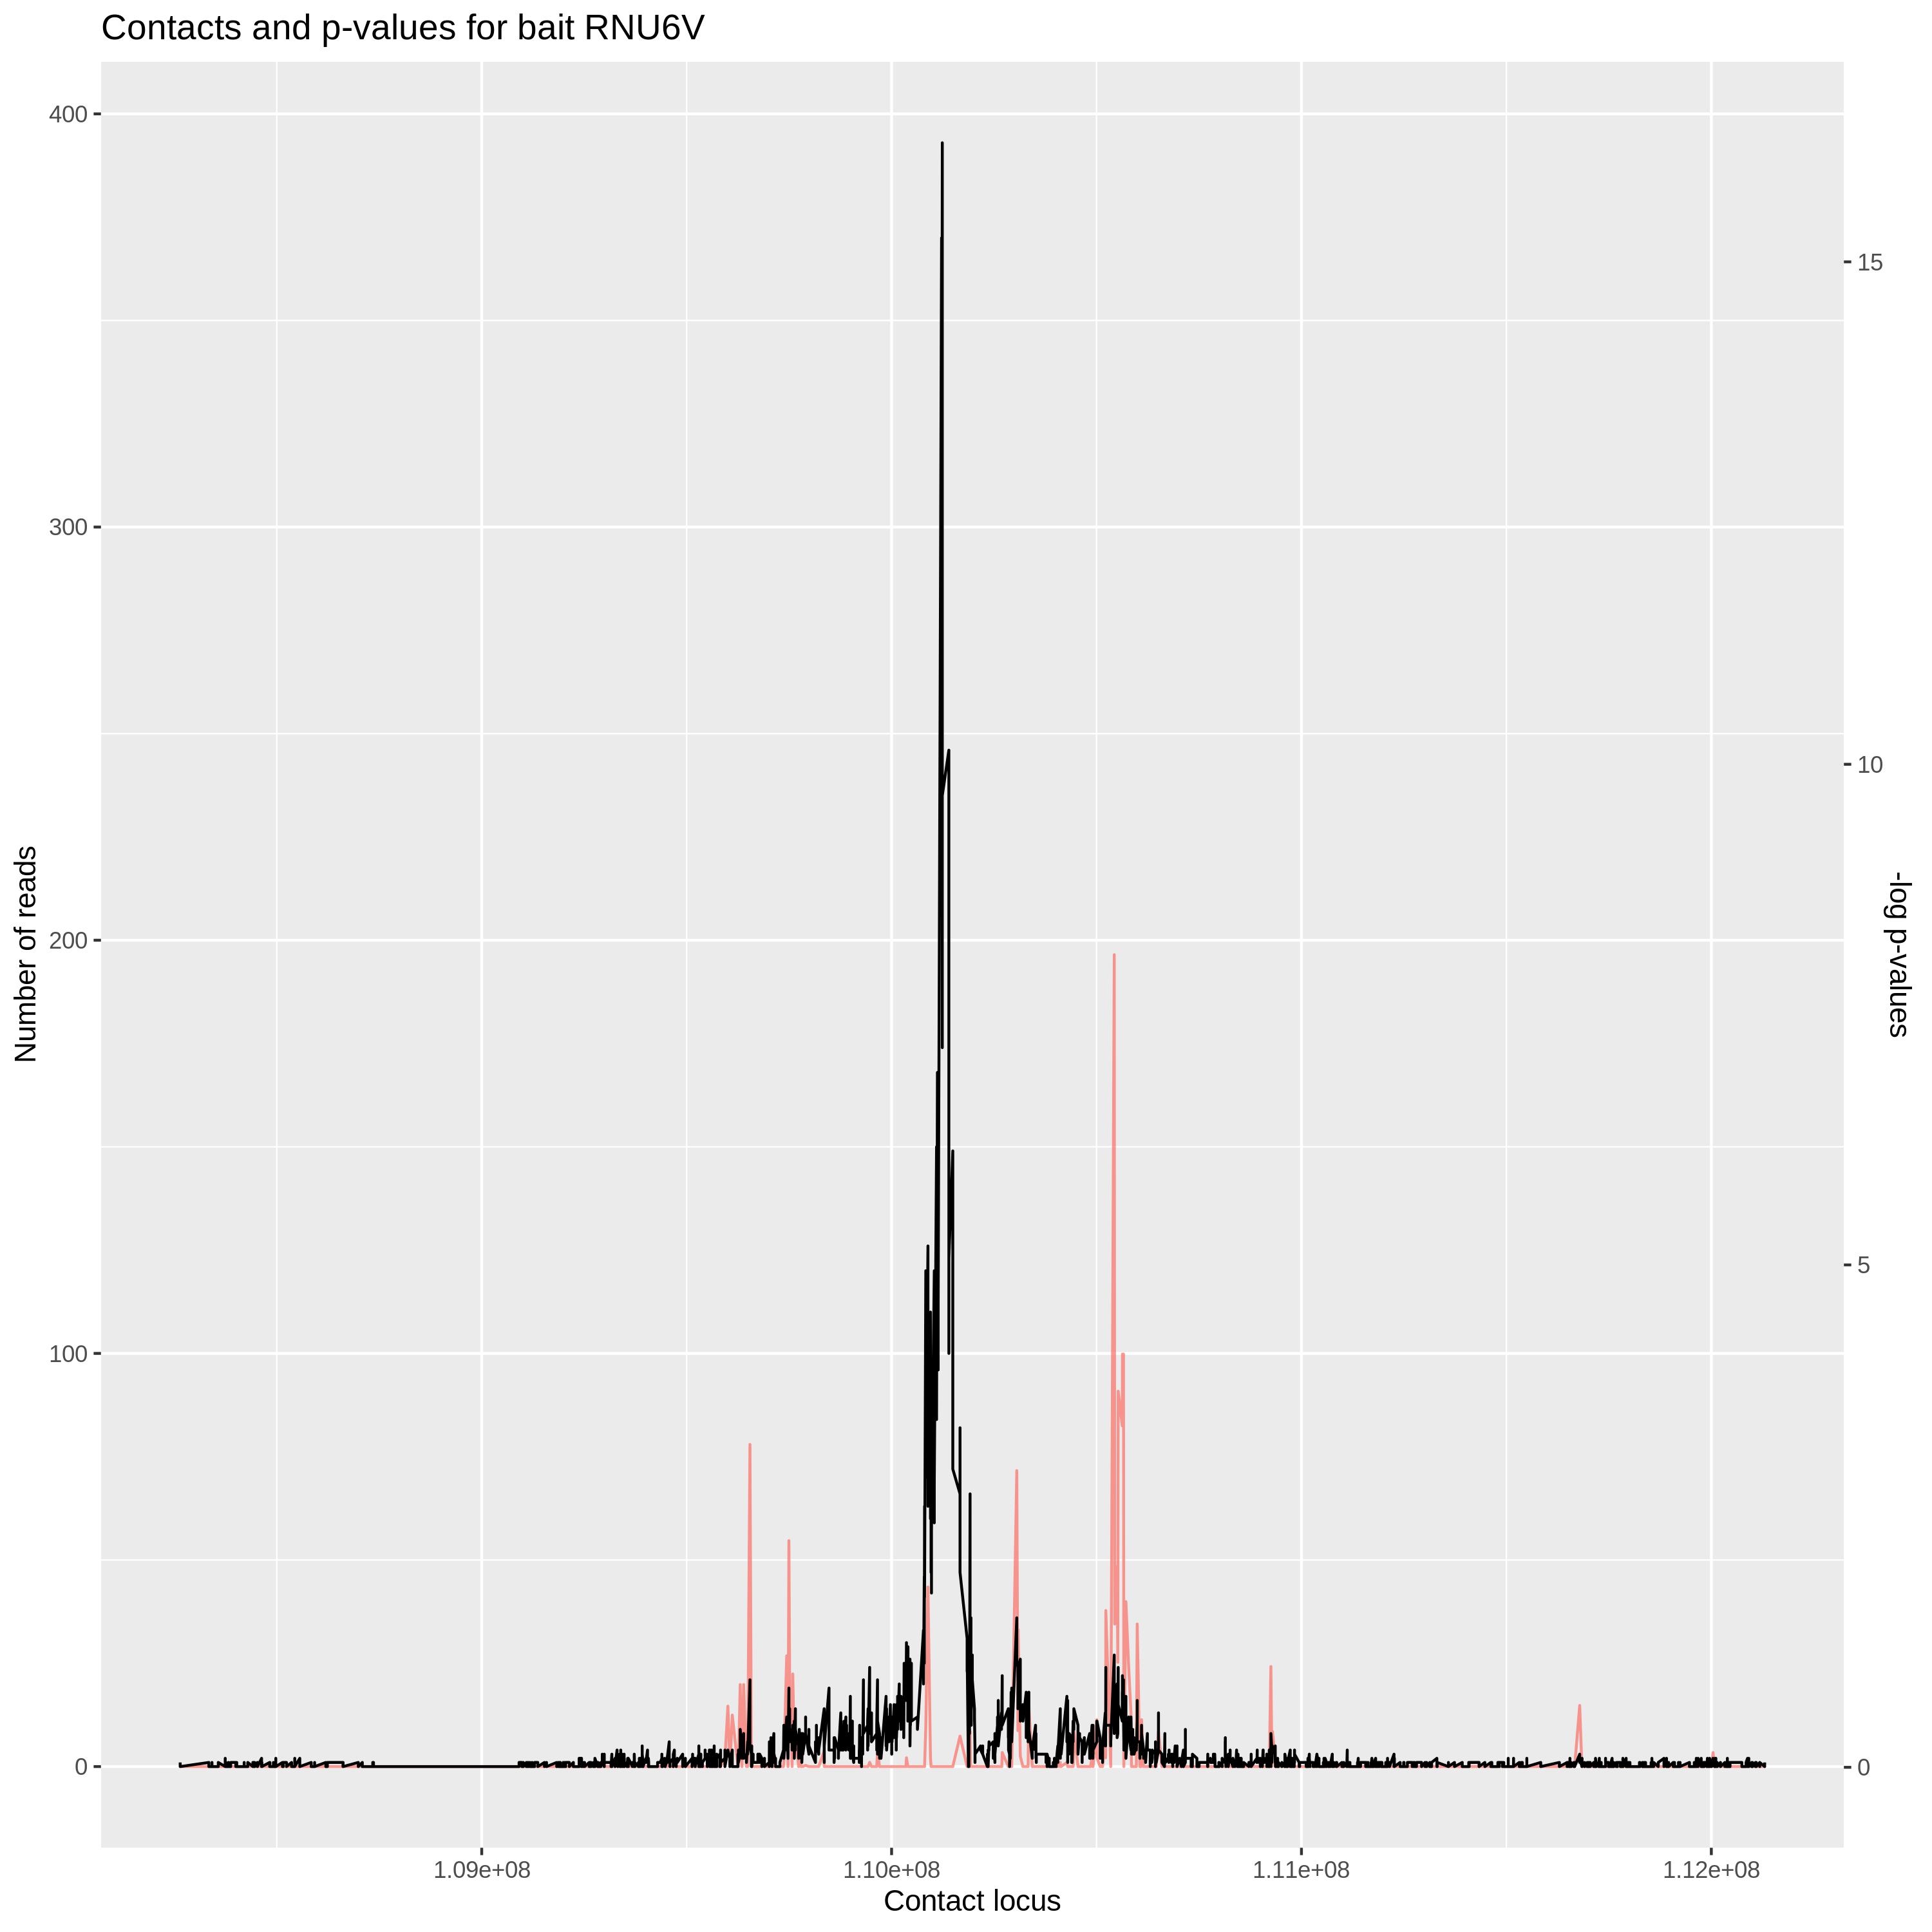 Contacts and p-values for bait RNU6V
400
300
200
100
0
Number of reads
15
10
5
0
-log p-values
1.09e+08
1.10e+08
1.11e+08
1.12e+08
Contact locus